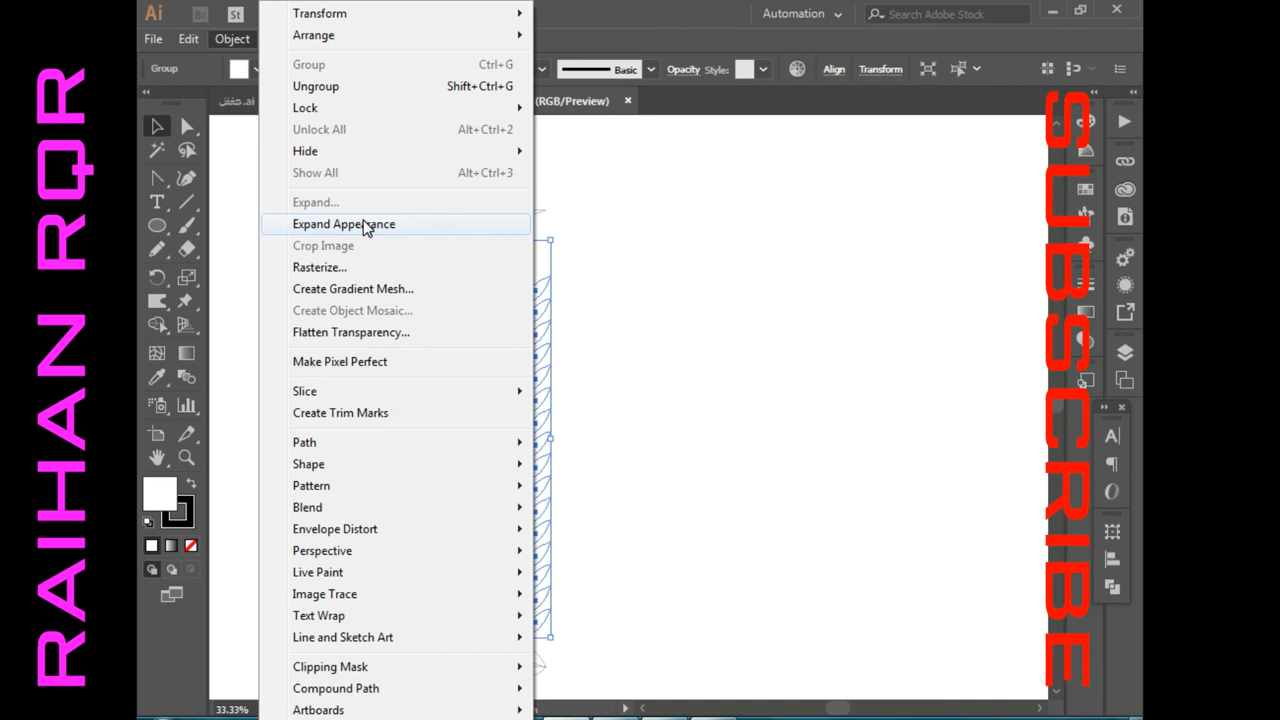 RAIHAN RQR
SUBSCRIBE
Ai
Br
St
Automation
Search Adobe Stock
File
Edit
Object
Group
Basic
Opacity
Style:
Align
Transform
(RGB/Preview)
Transform
Arrange
Group Ctrl+G
Ungroup Shift+Ctrl+G
Lock
Unlock All Alt+Ctrl+2
Hide
Show All Alt+Ctrl+3
Expand...
Expand Appearance
Crop Image
Rasterize...
Create Gradient Mesh...
Create Object Mosaic...
Flatten Transparency...
Make Pixel Perfect
Slice
Create Trim Marks
Path
Shape
Pattern
Blend
Envelope Distort
Perspective
Live Paint
Image Trace
Text Wrap
Line and Sketch Art
Clipping Mask
Compound Path
Artboards
33.33%